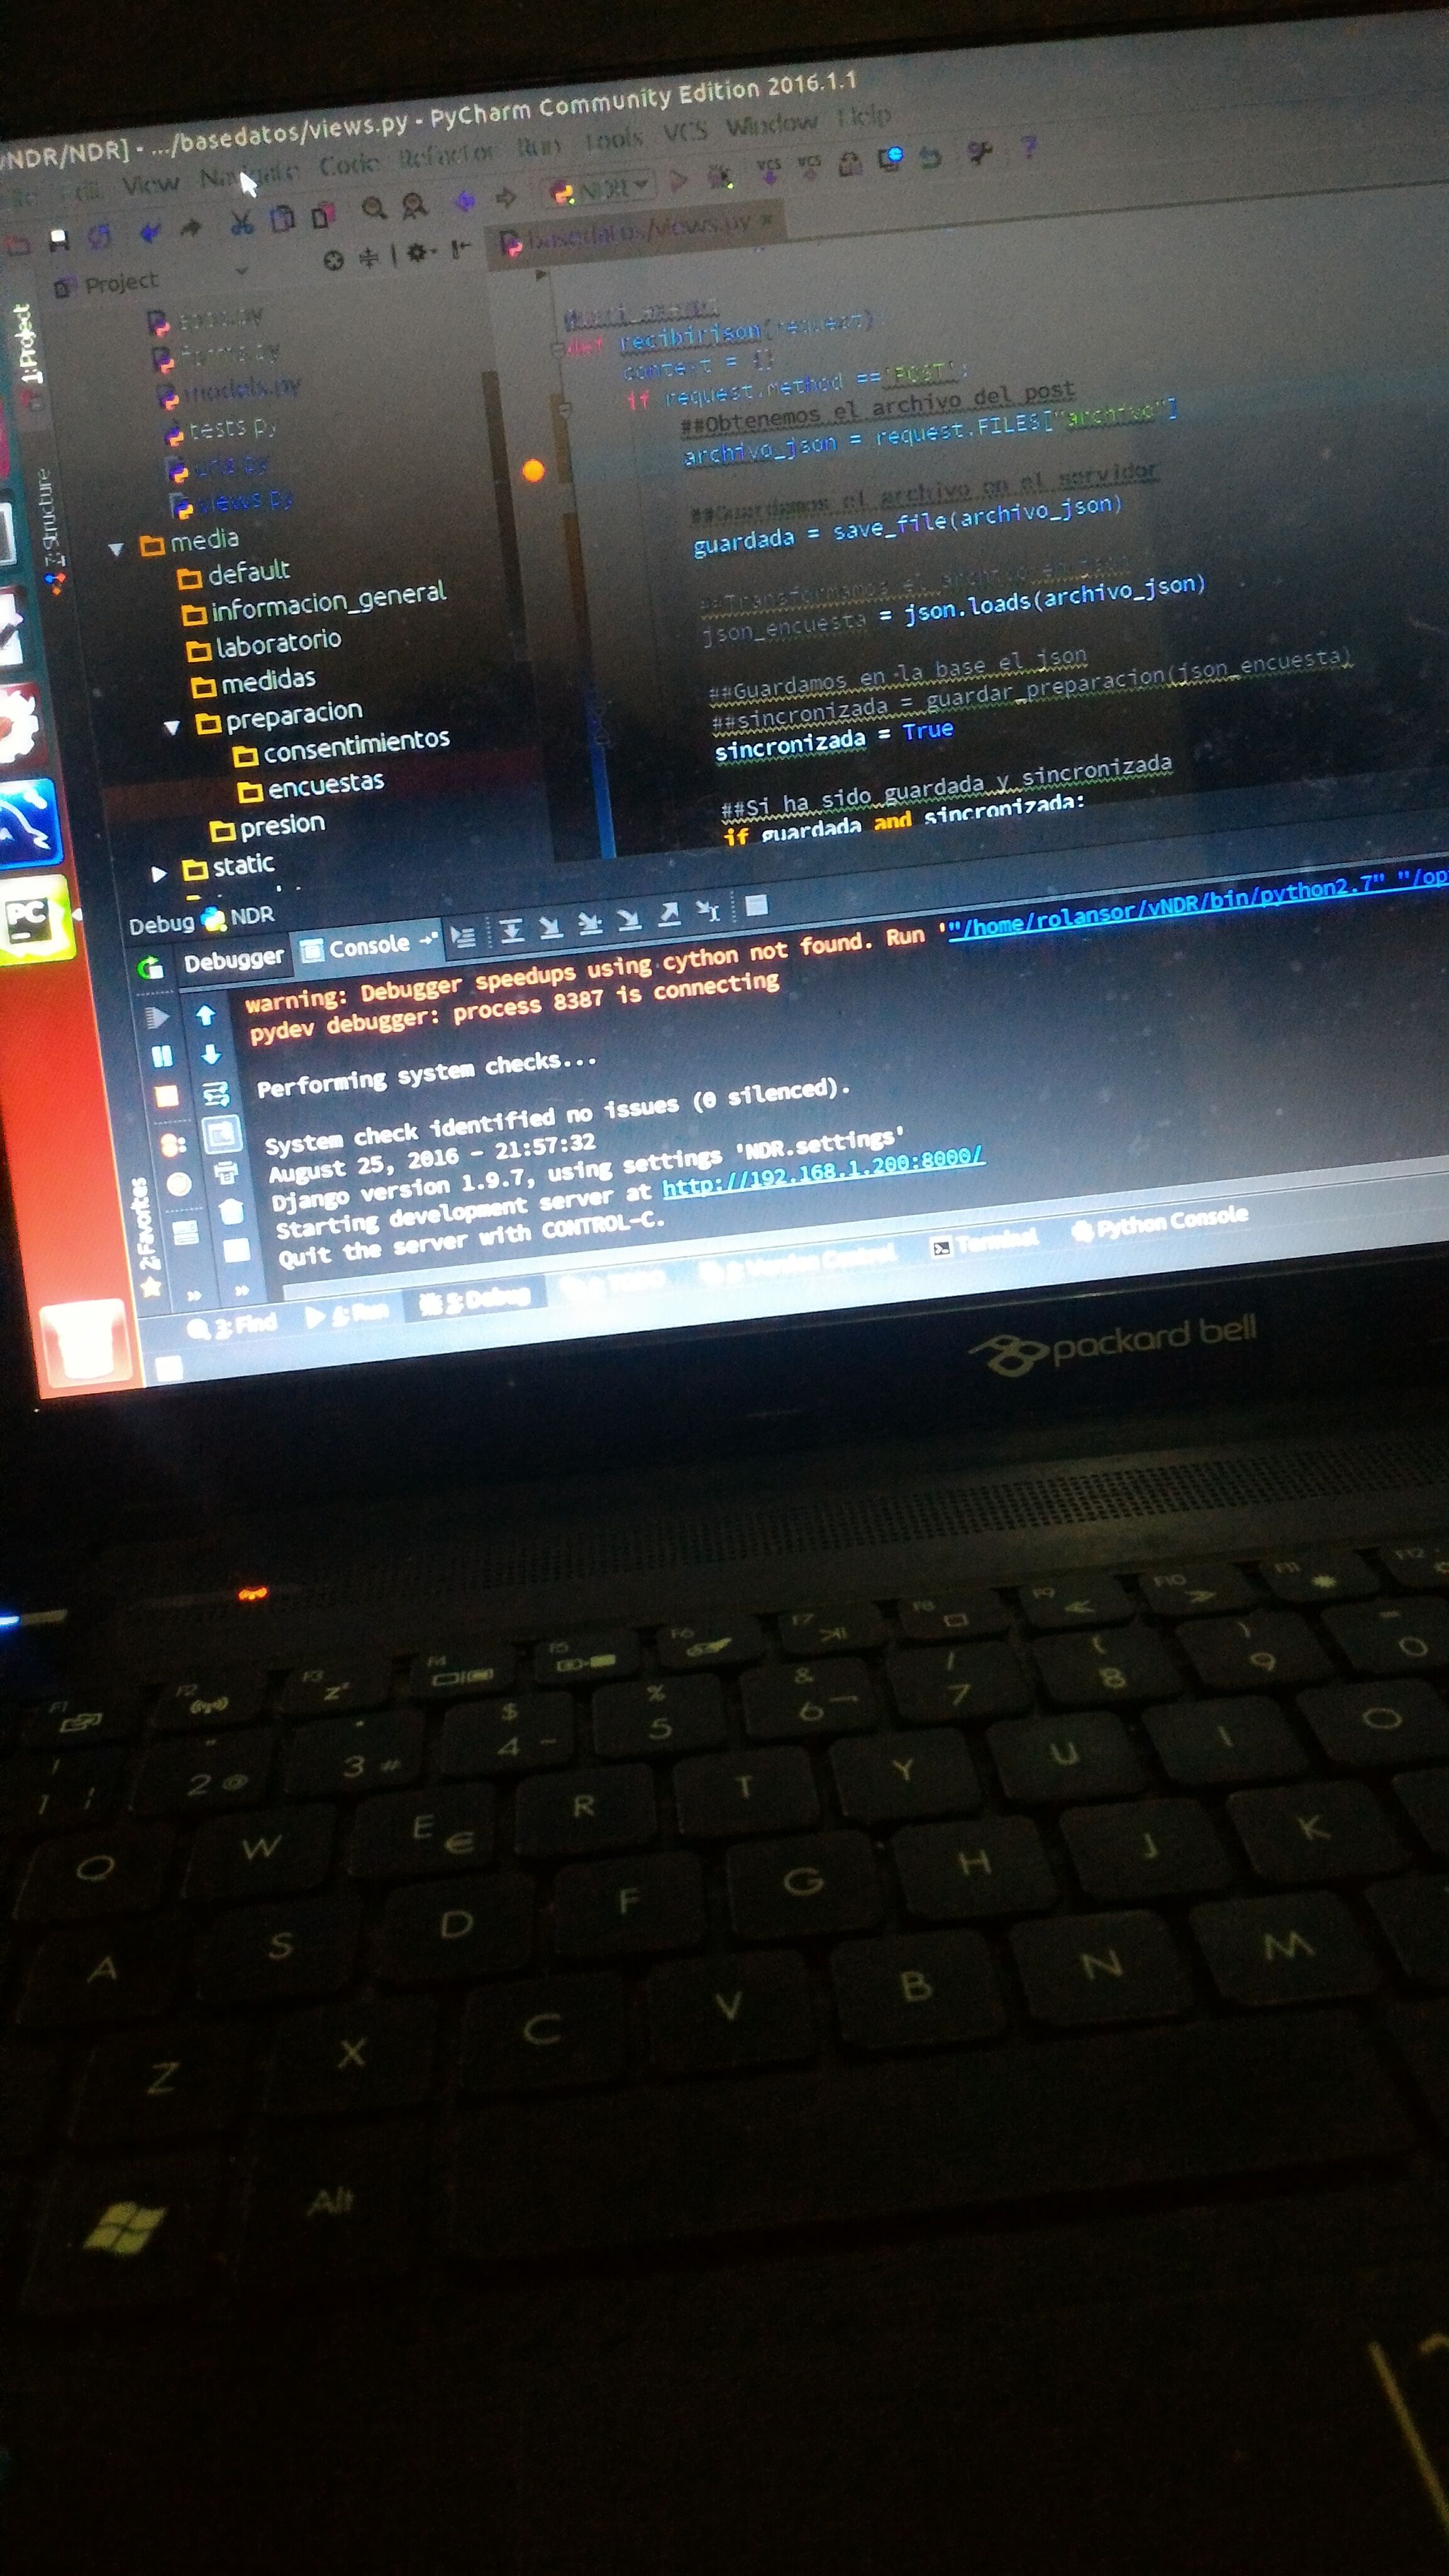 vNDR/NDR] - .../basedatos/views.py - PyCharm Community Edition 2016.1.1
View Navigate Code Refactor Run Tools VCS Window Help
NDR
VCS VCS
?
Project
basedatos/views.py ×
1: Project
7: Structure
models.py
tests.py
views.py
media
default
informacion_general
laboratorio
medidas
preparacion
consentimientos
encuestas
presion
static
def recibirjson(request):
context = {}
if request.method =='POST':
##Obtenemos el archivo del post
archivo_json = request.FILES["archivo"]
##Guardamos el archivo en el servidor
guardada = save_file(archivo_json)
##Transformamos el archivo en
json_encuesta = json.loads(archivo_json)
##Guardamos en la base el json
##sincronizada = guardar_preparacion(json_encuesta)
sincronizada = True
##Si ha sido guardada y sincronizada
if guardada and sincronizada:
PC
Debug NDR
Debugger Console
warning: Debugger speedups using cython not found. Run '"/home/rolansor/vNDR/bin/python2.7" "/op
pydev debugger: process 8387 is connecting
Performing system checks...
System check identified no issues (0 silenced).
August 25, 2016 - 21:57:32
Django version 1.9.7, using settings 'NDR.settings'
Starting development server at http://192.168.1.200:8000/
Quit the server with CONTROL-C.
2: Favorites
3: Find 4: Run 5: Debug 6: TODO 9: Version Control Terminal Python Console
packard bell
F1 F2 F3 F4 F5 F6 F7 F8 F9 F10 F11 F12
! 1 " 2 @ 3 # $ 4 ~ % 5 & 6 ¬ / 7 ( 8 ) 9 = 0
Q W E € R T Y U I O
A S D F G H J K
Z X C V B N M
Alt